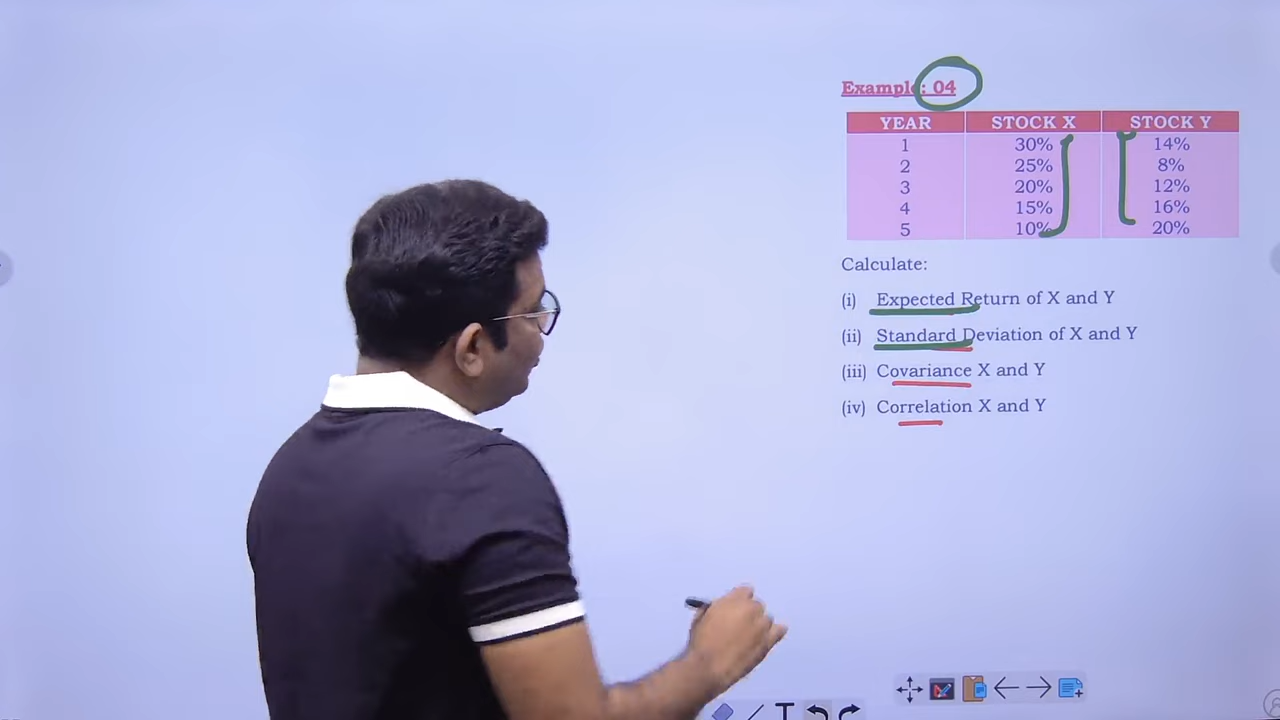 Example: 04
YEAR STOCK X STOCK Y
1 30% 14%
2 25% 8%
3 20% 12%
4 15% 16%
5 10% 20%
Calculate:
(i) Expected Return of X and Y
(ii) Standard Deviation of X and Y
(iii) Covariance X and Y
(iv) Correlation X and Y